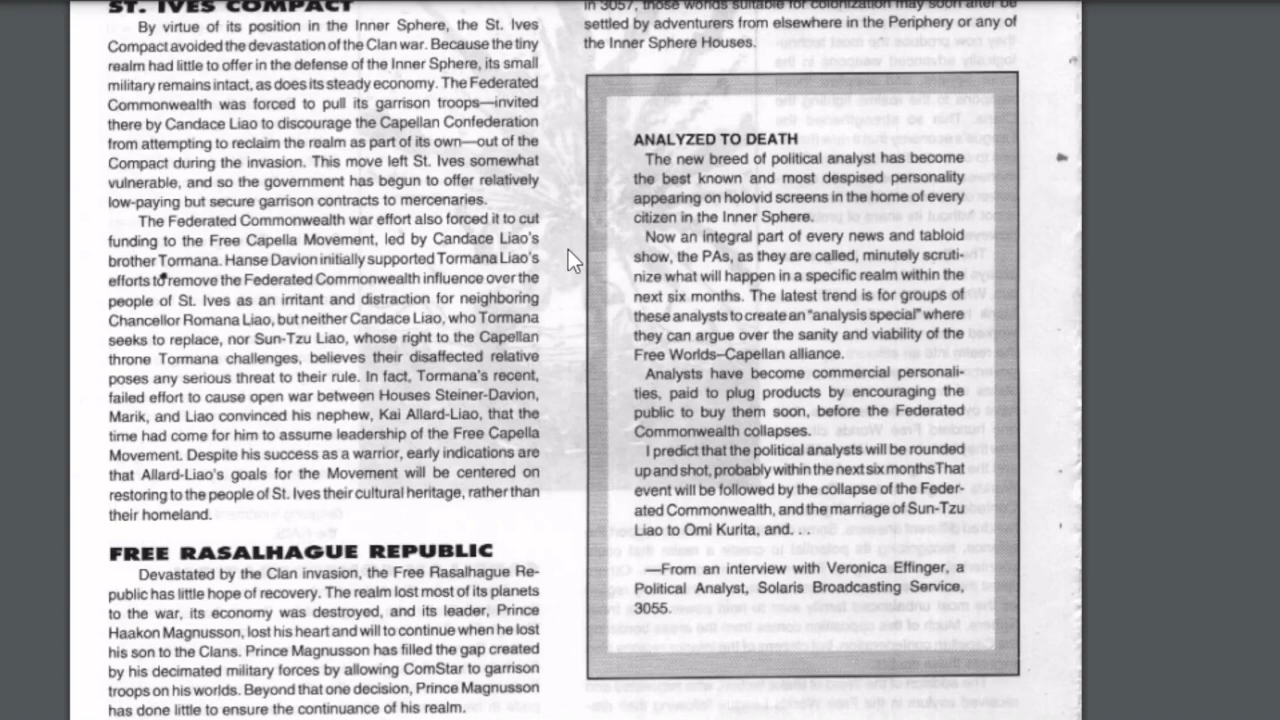 ST. IVES COMPACT
By virtue of its position in the Inner Sphere, the St. Ives
Compact avoided the devastation of the Clan war. Because the tiny
realm had little to offer in the defense of the Inner Sphere, its small
military remains intact, as does its steady economy. The Federated
Commonwealth was forced to pull its garrison troops—invited
there by Candace Liao to discourage the Capellan Confederation
from attempting to reclaim the realm as part of its own—out of the
Compact during the invasion. This move left St. Ives somewhat
vulnerable, and so the government has begun to offer relatively
low-paying but secure garrison contracts to mercenaries.
The Federated Commonwealth war effort also forced it to cut
funding to the Free Capella Movement, led by Candace Liao's
brother Tormana. Hanse Davion initially supported Tormana Liao's
efforts to remove the Federated Commonwealth influence over the
people of St. Ives as an irritant and distraction for neighboring
Chancellor Romana Liao, but neither Candace Liao, who Tormana
seeks to replace, nor Sun-Tzu Liao, whose right to the Capellan
throne Tormana challenges, believes their disaffected relative
poses any serious threat to their rule. In fact, Tormana's recent,
failed effort to cause open war between Houses Steiner-Davion,
Marik, and Liao convinced his nephew, Kai Allard-Liao, that the
time had come for him to assume leadership of the Free Capella
Movement. Despite his success as a warrior, early indications are
that Allard-Liao's goals for the Movement will be centered on
restoring to the people of St. Ives their cultural heritage, rather than
their homeland.
FREE RASALHAGUE REPUBLIC
Devastated by the Clan invasion, the Free Rasalhague Re-
public has little hope of recovery. The realm lost most of its planets
to the war, its economy was destroyed, and its leader, Prince
Haakon Magnusson, lost his heart and will to continue when he lost
his son to the Clans. Prince Magnusson has filled the gap created
by his decimated military forces by allowing ComStar to garrison
troops on his worlds. Beyond that one decision, Prince Magnusson
has done little to ensure the continuance of his realm.
in 3057, those worlds suitable for colonization may soon after be
settled by adventurers from elsewhere in the Periphery or any of
the Inner Sphere Houses.
ANALYZED TO DEATH
The new breed of political analyst has become
the best known and most despised personality
appearing on holovid screens in the home of every
citizen in the Inner Sphere.
Now an integral part of every news and tabloid
show, the PAs, as they are called, minutely scruti-
nize what will happen in a specific realm within the
next six months. The latest trend is for groups of
these analysts to create an "analysis special" where
they can argue over the sanity and viability of the
Free Worlds–Capellan alliance.
Analysts have become commercial personali-
ties, paid to plug products by encouraging the
public to buy them soon, before the Federated
Commonwealth collapses.
I predict that the political analysts will be rounded
up and shot, probably within the next six monthsThat
event will be followed by the collapse of the Feder-
ated Commonwealth, and the marriage of Sun-Tzu
Liao to Omi Kurita, and. . .
—From an interview with Veronica Effinger, a
Political Analyst, Solaris Broadcasting Service,
3055.